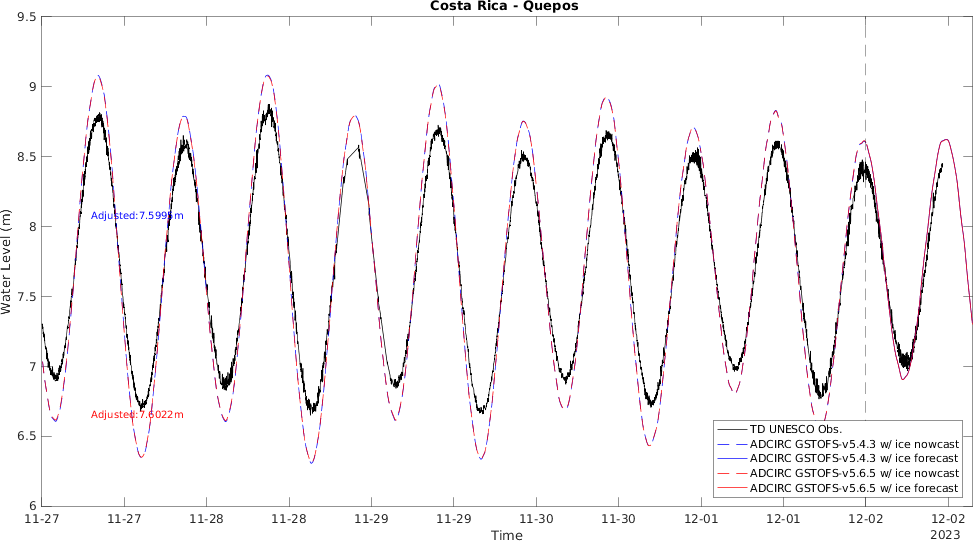 Costa Rica - Quepos
9.5
9
8.5
8
7.5
7
6.5
6
Water Level (m)
Adjusted:7.5995m
Adjusted:7.6022m
TD UNESCO Obs.
ADCIRC GSTOFS-v5.4.3 w/ ice nowcast
ADCIRC GSTOFS-v5.4.3 w/ ice forecast
ADCIRC GSTOFS-v5.6.5 w/ ice nowcast
ADCIRC GSTOFS-v5.6.5 w/ ice forecast
11-27 11-27 11-28 11-28 11-29 11-29 11-30 11-30 12-01 12-01 12-02 12-02
2023
Time